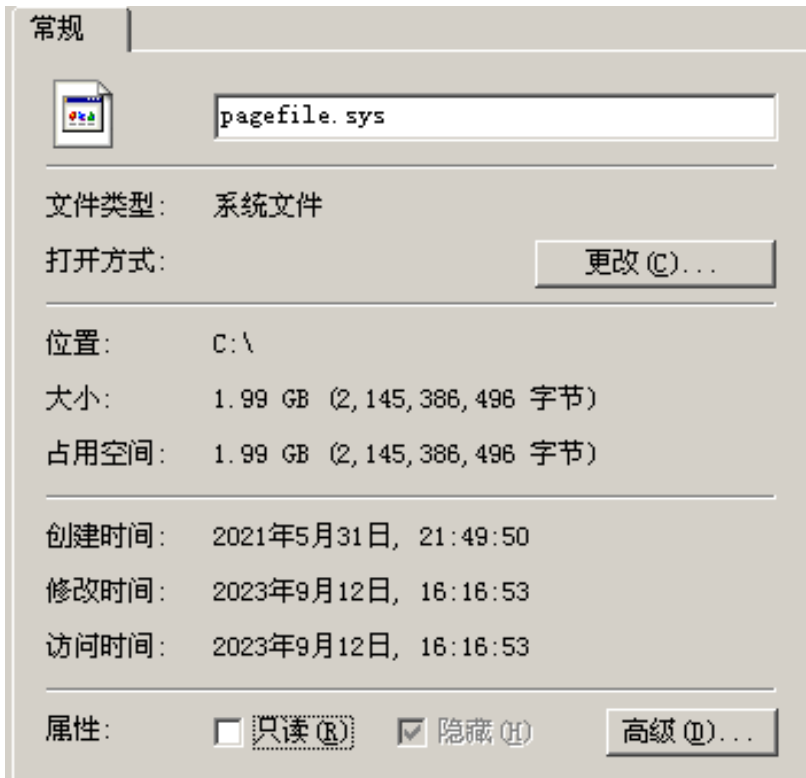 常规
pagefile.sys
文件类型: 系统文件
打开方式: 更改(C)...
位置: C:\
大小: 1.99 GB (2,145,386,496 字节)
占用空间: 1.99 GB (2,145,386,496 字节)
创建时间: 2021年5月31日, 21:49:50
修改时间: 2023年9月12日, 16:16:53
访问时间: 2023年9月12日, 16:16:53
属性: 只读(R) 隐藏(H) 高级(D)...